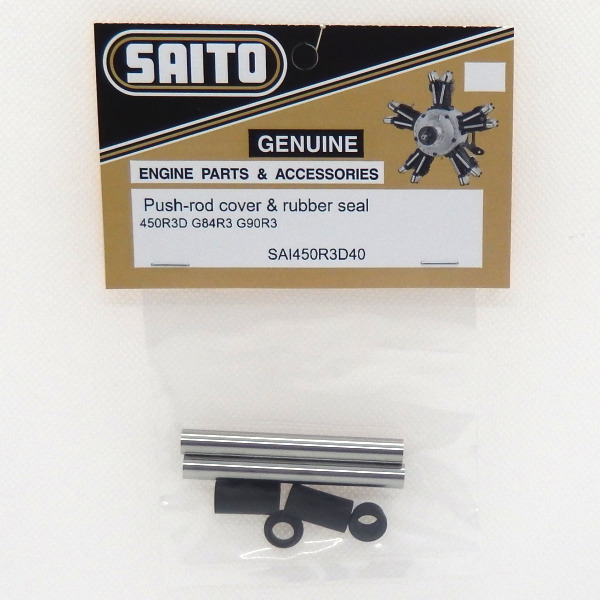 SAITO
GENUINE
ENGINE PARTS & ACCESSORIES
Push-rod cover & rubber seal
450R3D G84R3 G90R3
SAI450R3D40